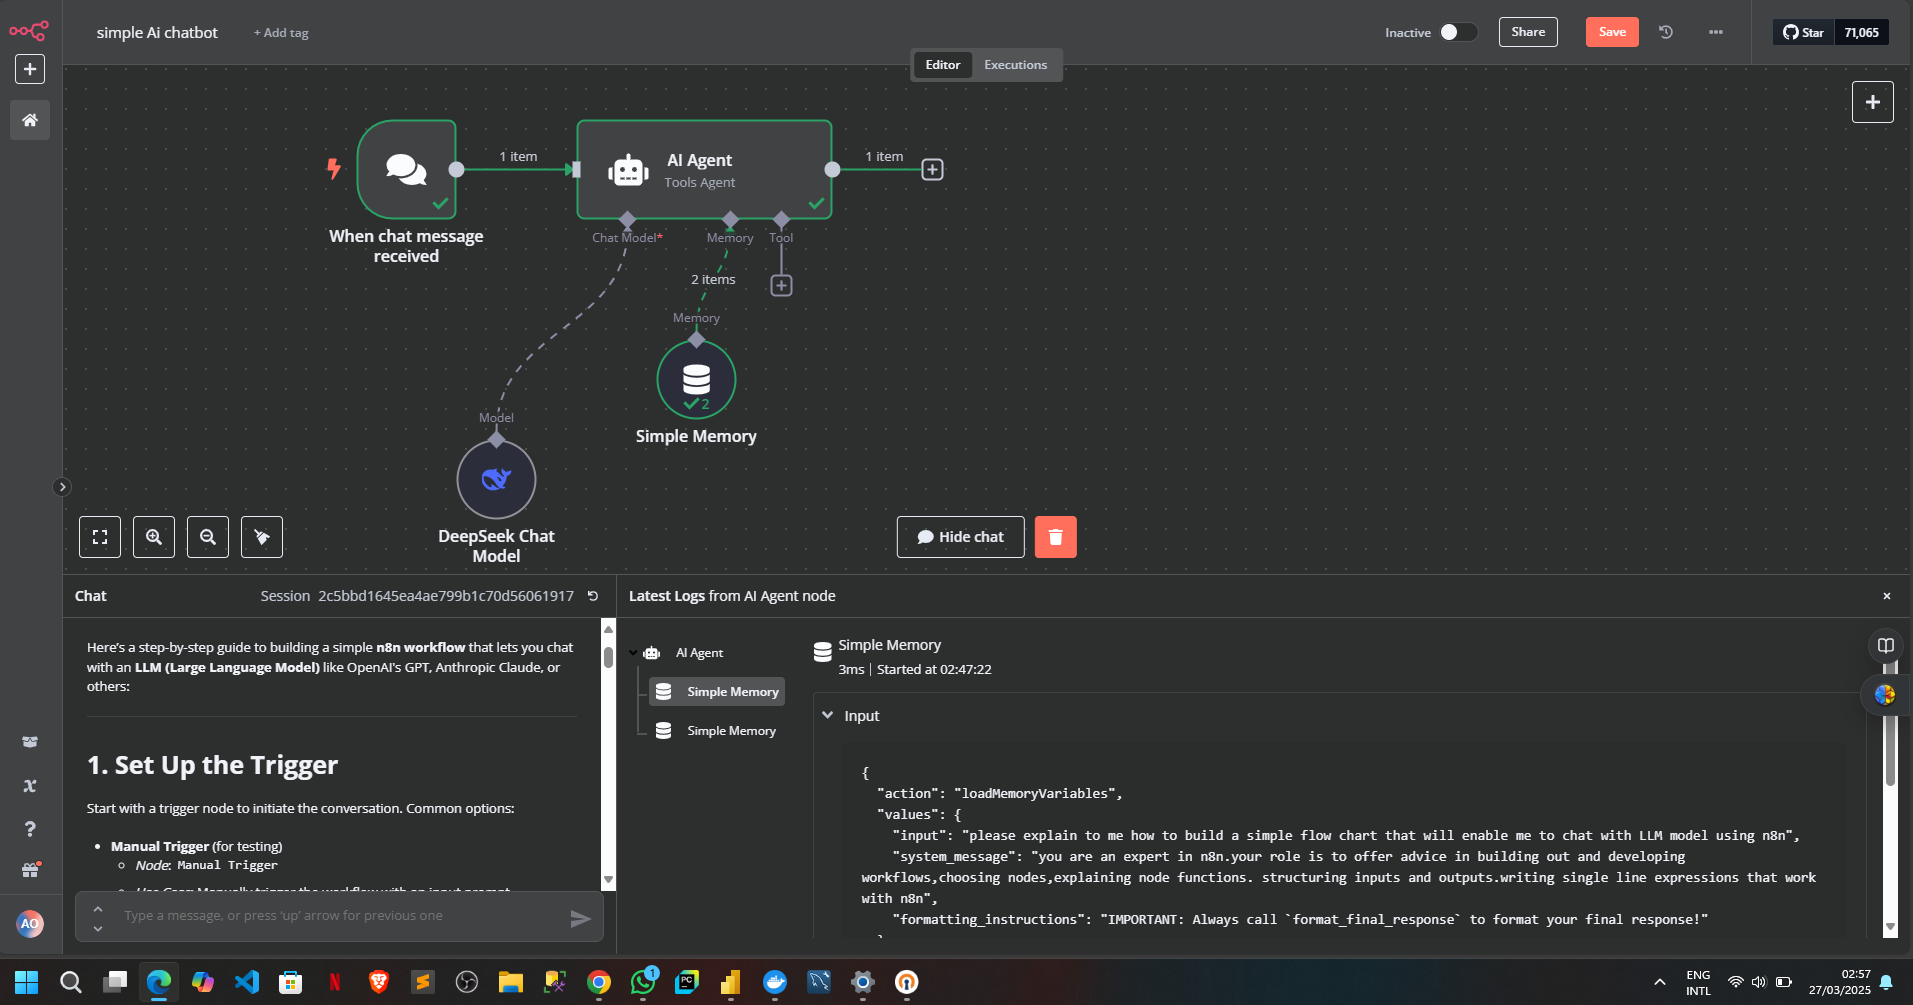 simple Ai chatbot
+ Add tag
Inactive
Share
Save
Star
71,065
Editor
Executions
1 item
AI Agent
Tools Agent
1 item
When chat message
received
Chat Model*
Memory
Tool
2 items
Memory
2
Simple Memory
Model
DeepSeek Chat
Model
Hide chat
Chat
Session 2c5bbd1645ea4ae799b1c70d56061917
Here's a step-by-step guide to building a simple n8n workflow that lets you chat
with an LLM (Large Language Model) like OpenAI's GPT, Anthropic Claude, or
others:
1. Set Up the Trigger
Start with a trigger node to initiate the conversation. Common options:
Manual Trigger (for testing)
Node: Manual Trigger
Type a message, or press 'up' arrow for previous one
Latest Logs from AI Agent node
AI Agent
Simple Memory
Simple Memory
Simple Memory
3ms | Started at 02:47:22
Input
{
"action": "loadMemoryVariables",
"values": {
"input": "please explain to me how to build a simple flow chart that will enable me to chat with LLM model using n8n",
"system_message": "you are an expert in n8n.your role is to offer advice in building out and developing
workflows,choosing nodes,explaining node functions. structuring inputs and outputs.writing single line expressions that work
with n8n",
"formatting_instructions": "IMPORTANT: Always call `format_final_response` to format your final response!"
AO
1
PC
ENG
INTL
02:57
27/03/2025